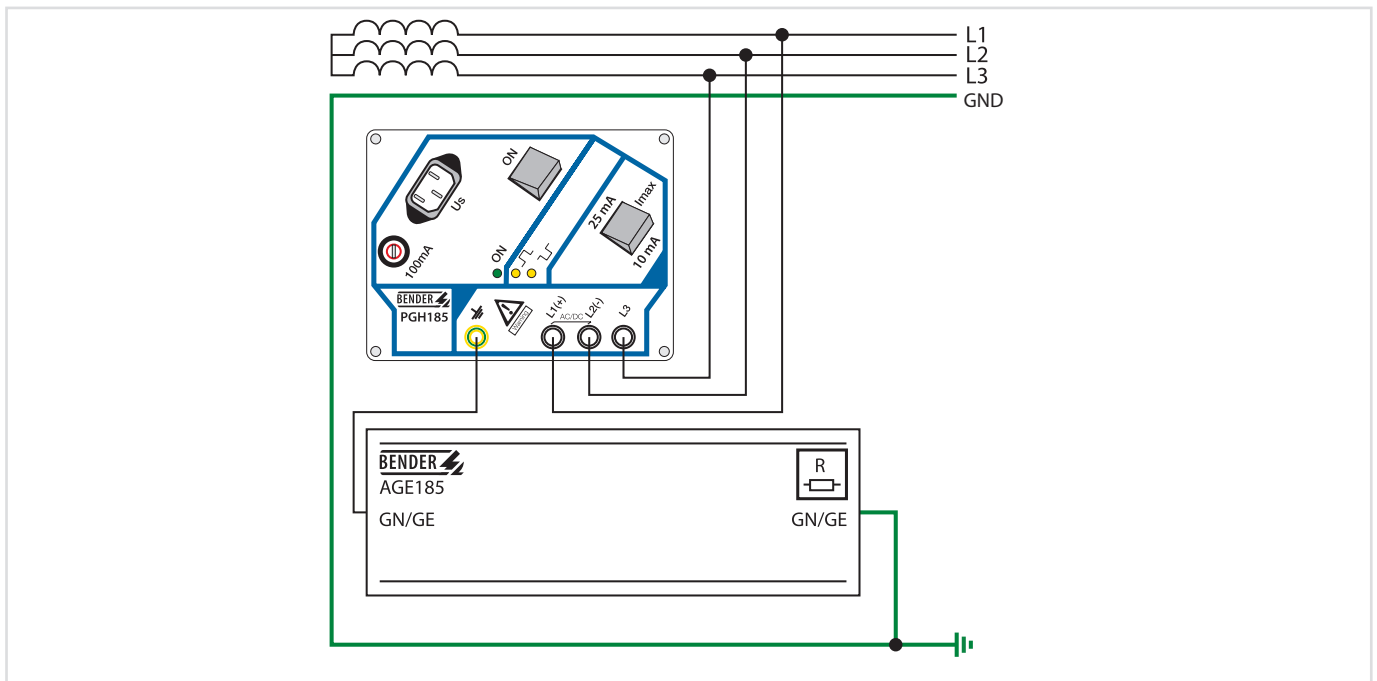 L1
L2
L3
GND
ON
Us
100mA
ON
25 mA
Imax
10 mA
BENDER
PGH185
Warning
L1(+)
AC/DC
L2(-)
L3
BENDER
AGE185
R
GN/GE
GN/GE